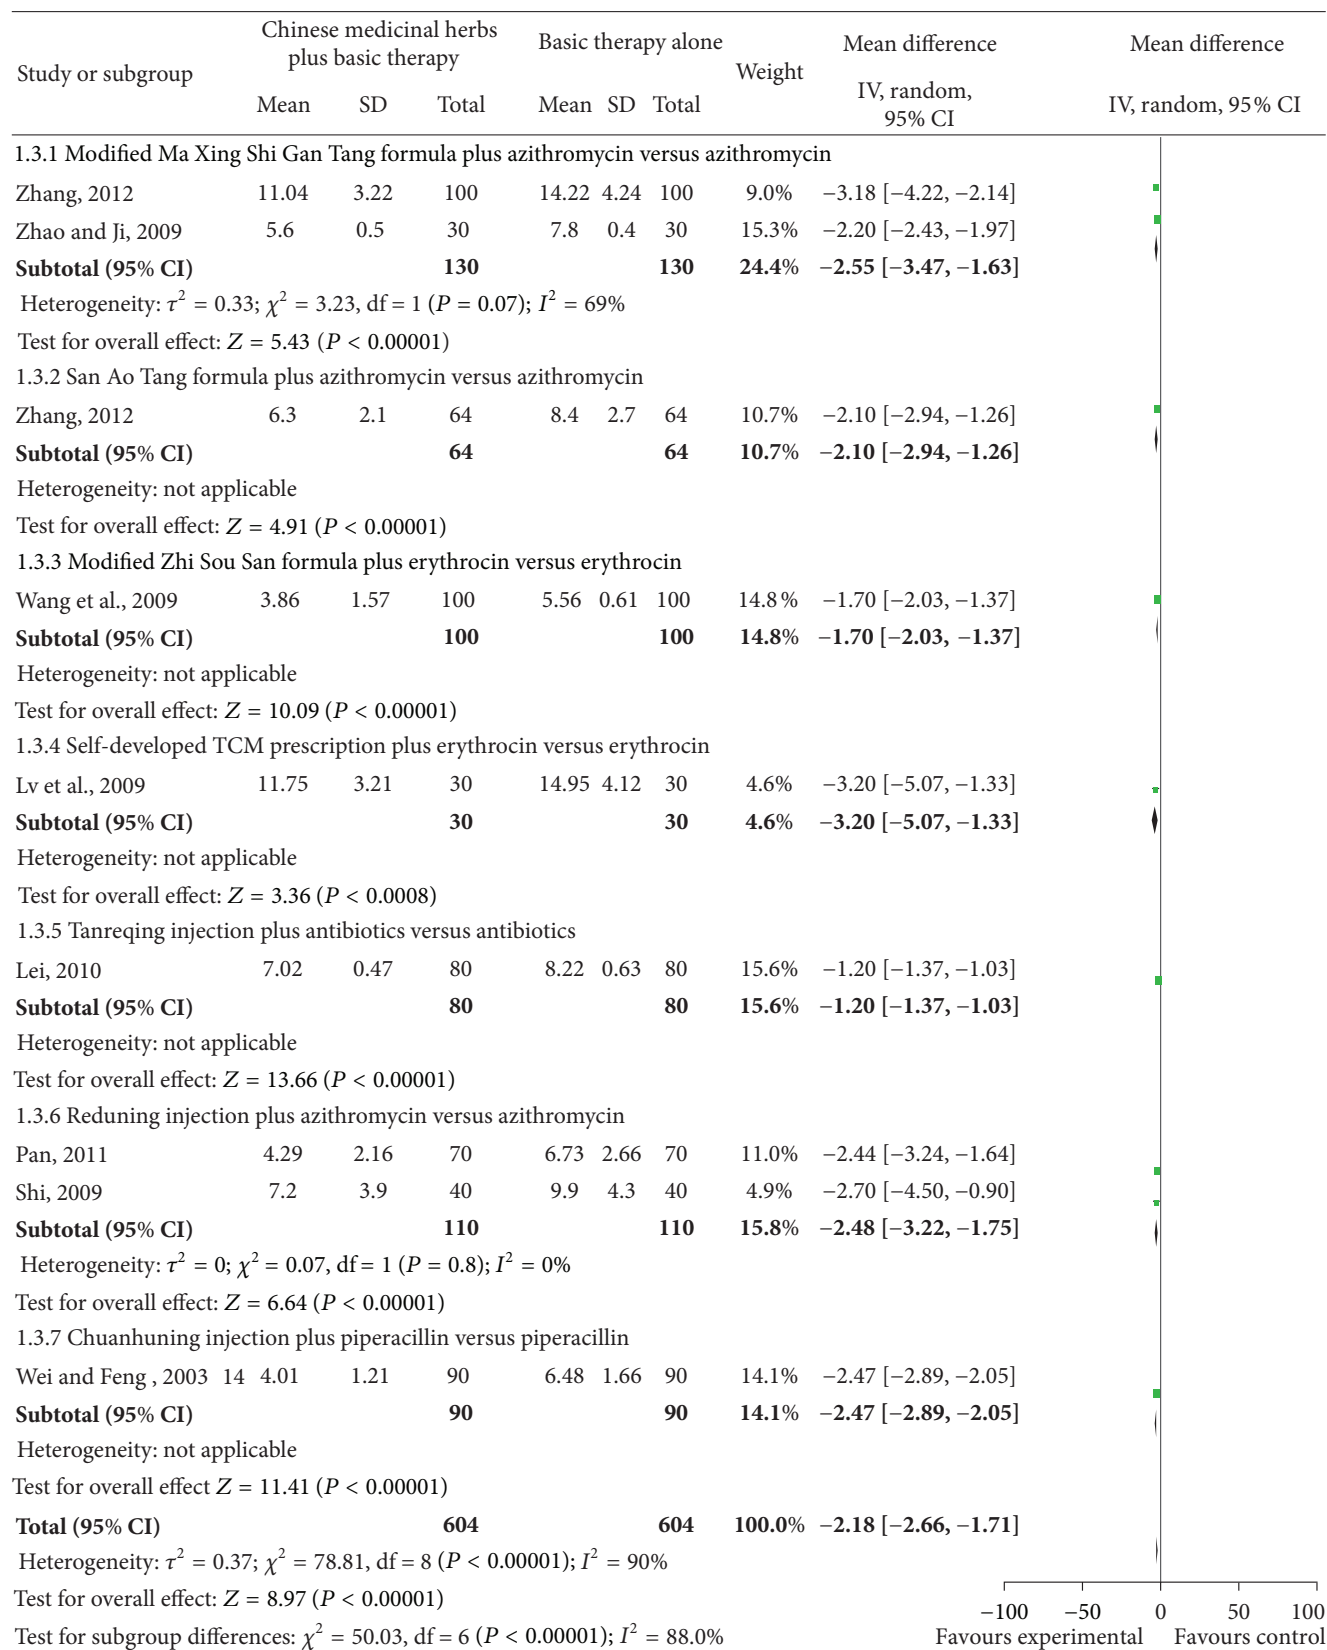 Study or subgroup Chinese medicinal herbs plus basic therapy Basic therapy alone Weight Mean difference Mean difference
Mean SD Total Mean SD Total IV, random, 95% CI IV, random, 95% CI
1.3.1 Modified Ma Xing Shi Gan Tang formula plus azithromycin versus azithromycin
Zhang, 2012 11.04 3.22 100 14.22 4.24 100 9.0% −3.18 [−4.22, −2.14]
Zhao and Ji, 2009 5.6 0.5 30 7.8 0.4 30 15.3% −2.20 [−2.43, −1.97]
Subtotal (95% CI) 130 130 24.4% −2.55 [−3.47, −1.63]
Heterogeneity: τ² = 0.33; χ² = 3.23, df = 1 (P = 0.07); I² = 69%
Test for overall effect: Z = 5.43 (P < 0.00001)
1.3.2 San Ao Tang formula plus azithromycin versus azithromycin
Zhang, 2012 6.3 2.1 64 8.4 2.7 64 10.7% −2.10 [−2.94, −1.26]
Subtotal (95% CI) 64 64 10.7% −2.10 [−2.94, −1.26]
Heterogeneity: not applicable
Test for overall effect: Z = 4.91 (P < 0.00001)
1.3.3 Modified Zhi Sou San formula plus erythrocin versus erythrocin
Wang et al., 2009 3.86 1.57 100 5.56 0.61 100 14.8% −1.70 [−2.03, −1.37]
Subtotal (95% CI) 100 100 14.8% −1.70 [−2.03, −1.37]
Heterogeneity: not applicable
Test for overall effect: Z = 10.09 (P < 0.00001)
1.3.4 Self-developed TCM prescription plus erythrocin versus erythrocin
Lv et al., 2009 11.75 3.21 30 14.95 4.12 30 4.6% −3.20 [−5.07, −1.33]
Subtotal (95% CI) 30 30 4.6% −3.20 [−5.07, −1.33]
Heterogeneity: not applicable
Test for overall effect: Z = 3.36 (P < 0.0008)
1.3.5 Tanreqing injection plus antibiotics versus antibiotics
Lei, 2010 7.02 0.47 80 8.22 0.63 80 15.6% −1.20 [−1.37, −1.03]
Subtotal (95% CI) 80 80 15.6% −1.20 [−1.37, −1.03]
Heterogeneity: not applicable
Test for overall effect: Z = 13.66 (P < 0.00001)
1.3.6 Reduning injection plus azithromycin versus azithromycin
Pan, 2011 4.29 2.16 70 6.73 2.66 70 11.0% −2.44 [−3.24, −1.64]
Shi, 2009 7.2 3.9 40 9.9 4.3 40 4.9% −2.70 [−4.50, −0.90]
Subtotal (95% CI) 110 110 15.8% −2.48 [−3.22, −1.75]
Heterogeneity: τ² = 0; χ² = 0.07, df = 1 (P = 0.8); I² = 0%
Test for overall effect: Z = 6.64 (P < 0.00001)
1.3.7 Chuanhuning injection plus piperacillin versus piperacillin
Wei and Feng , 2003 14 4.01 1.21 90 6.48 1.66 90 14.1% −2.47 [−2.89, −2.05]
Subtotal (95% CI) 90 90 14.1% −2.47 [−2.89, −2.05]
Heterogeneity: not applicable
Test for overall effect Z = 11.41 (P < 0.00001)
Total (95% CI) 604 604 100.0% −2.18 [−2.66, −1.71]
Heterogeneity: τ² = 0.37; χ² = 78.81, df = 8 (P < 0.00001); I² = 90%
Test for overall effect: Z = 8.97 (P < 0.00001)
−100 −50 0 50 100
Test for subgroup differences: χ² = 50.03, df = 6 (P < 0.00001); I² = 88.0%
Favours experimental Favours control